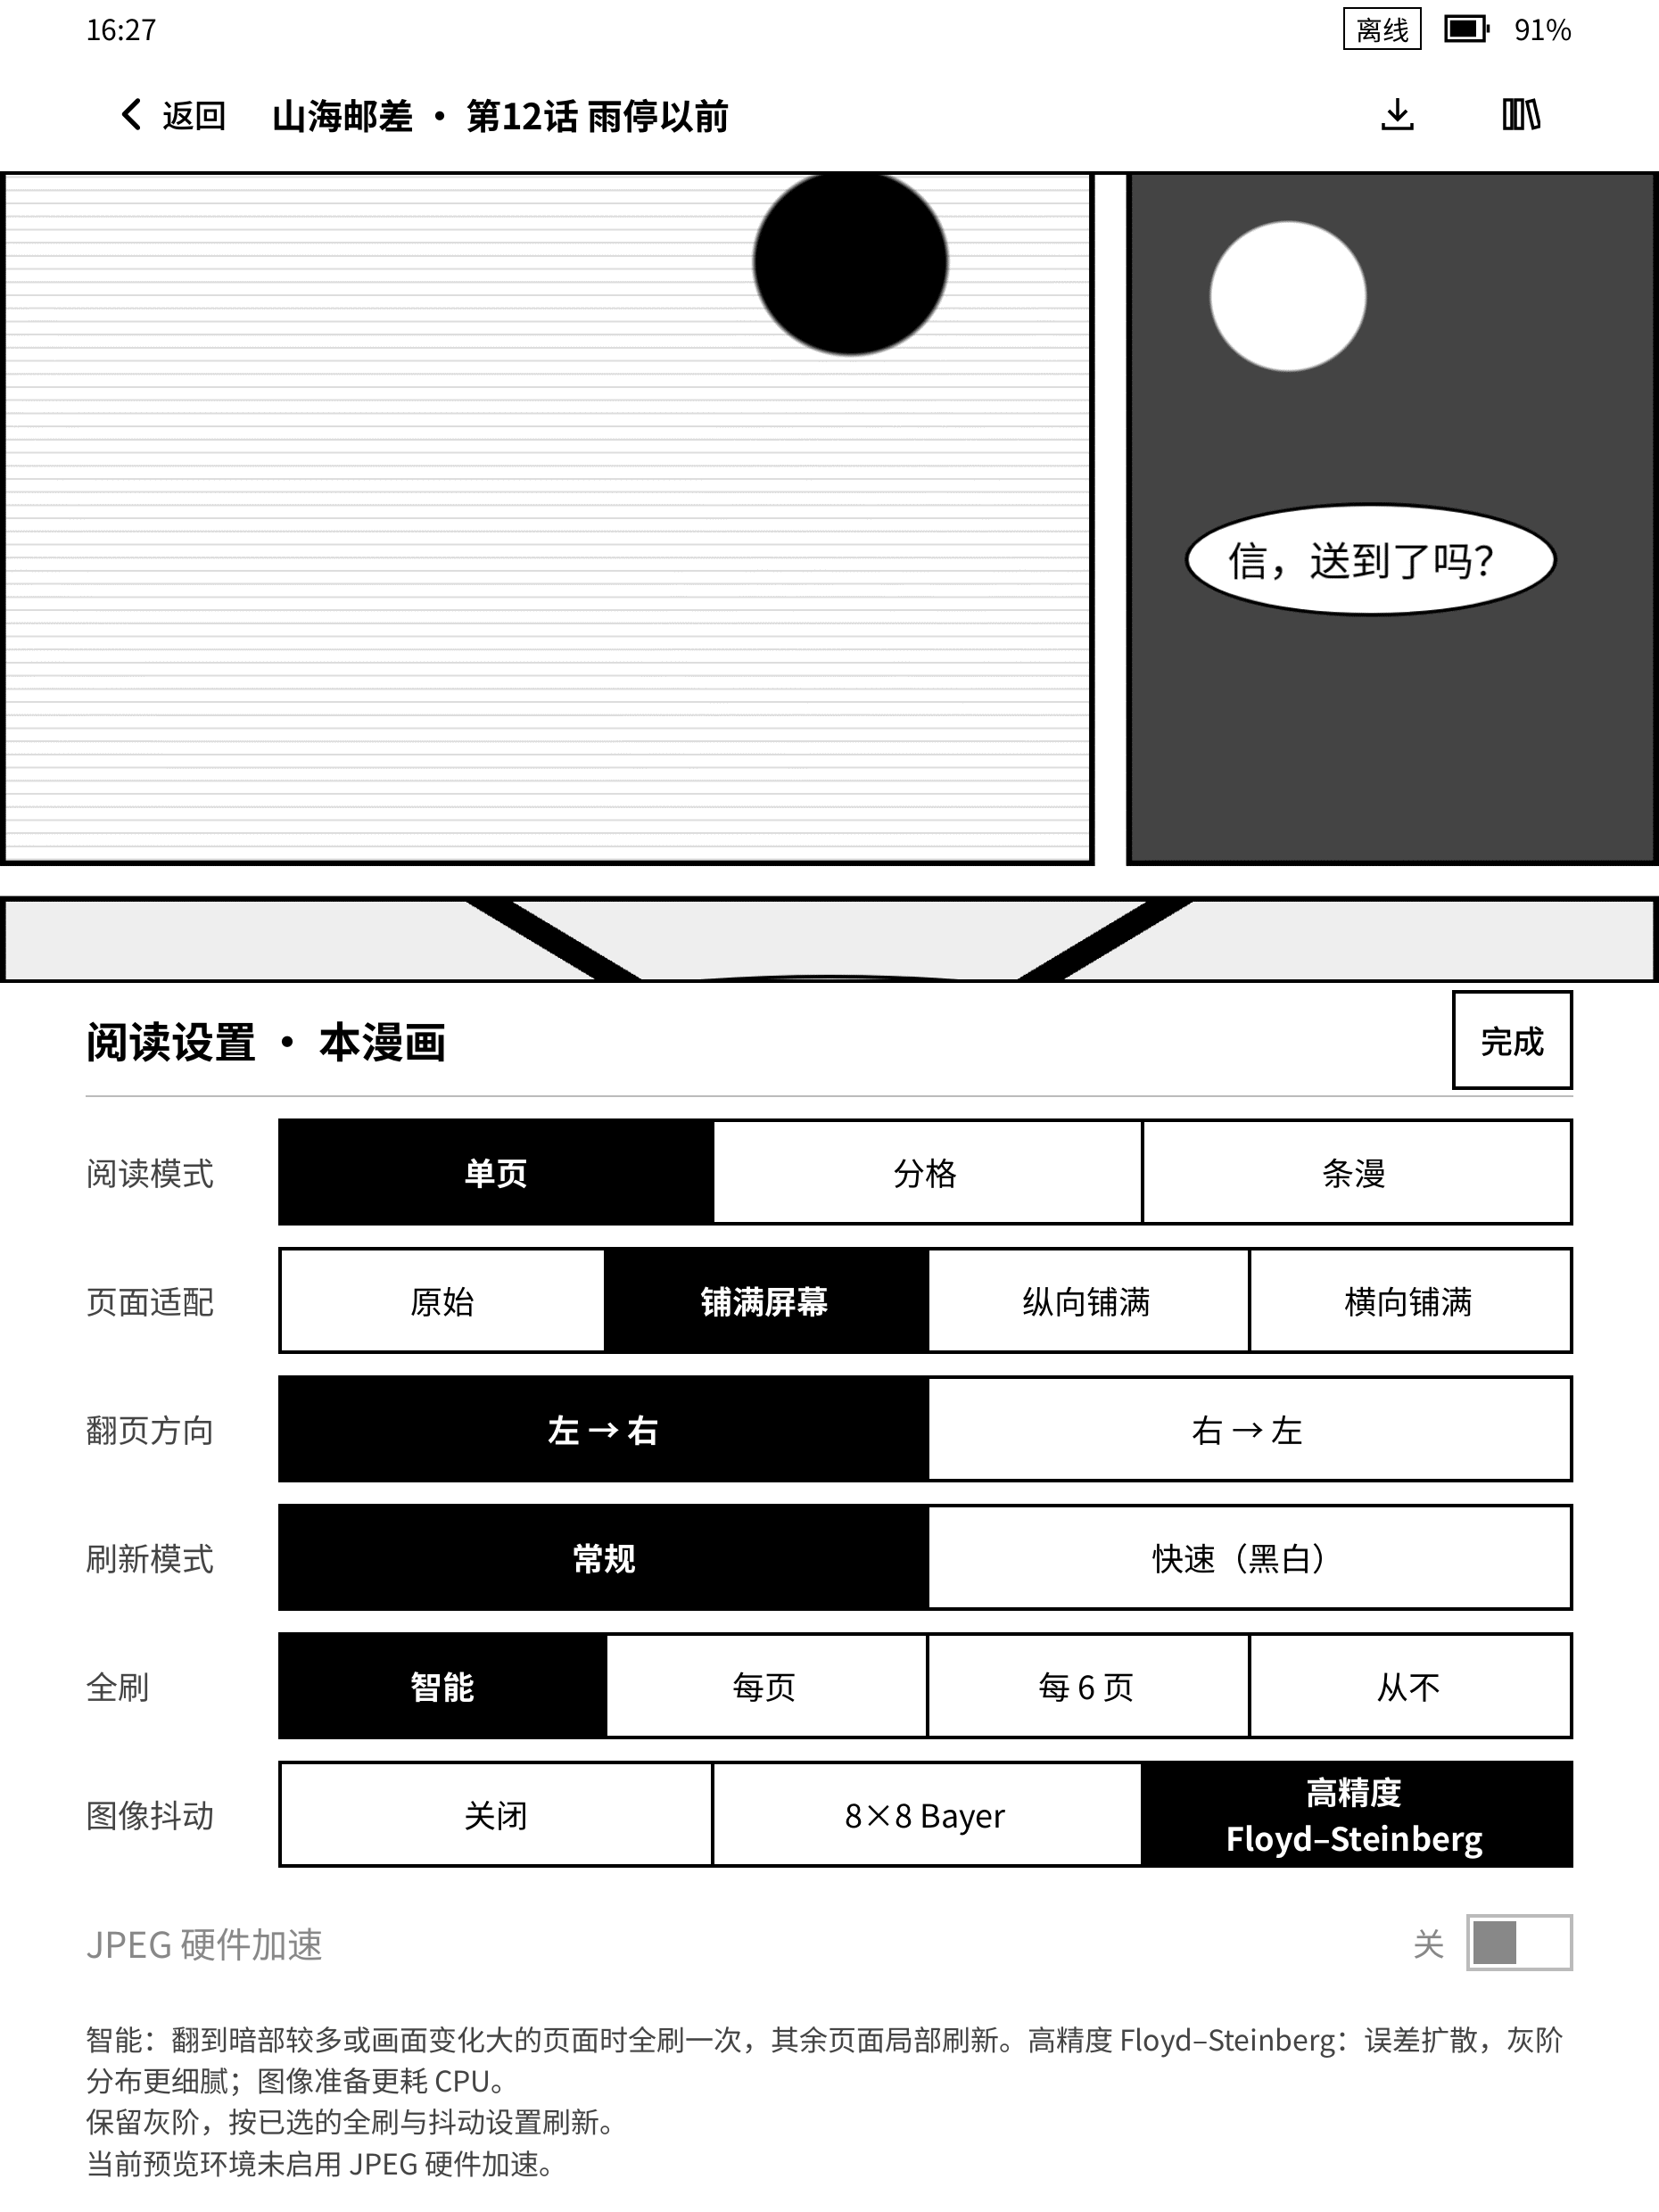 16:27 离线 91%
返回 山海邮差 · 第12话 雨停以前
信，送到了吗？
阅读设置 · 本漫画 完成
阅读模式 单页 分格 条漫
页面适配 原始 铺满屏幕 纵向铺满 横向铺满
翻页方向 左 → 右 右 → 左
刷新模式 常规 快速（黑白）
全刷 智能 每页 每 6 页 从不
图像抖动 关闭 8×8 Bayer 高精度
Floyd–Steinberg
JPEG 硬件加速 关
智能：翻到暗部较多或画面变化大的页面时全刷一次，其余页面局部刷新。高精度 Floyd–Steinberg：误差扩散，灰阶
分布更细腻；图像准备更耗 CPU。
保留灰阶，按已选的全刷与抖动设置刷新。
当前预览环境未启用 JPEG 硬件加速。